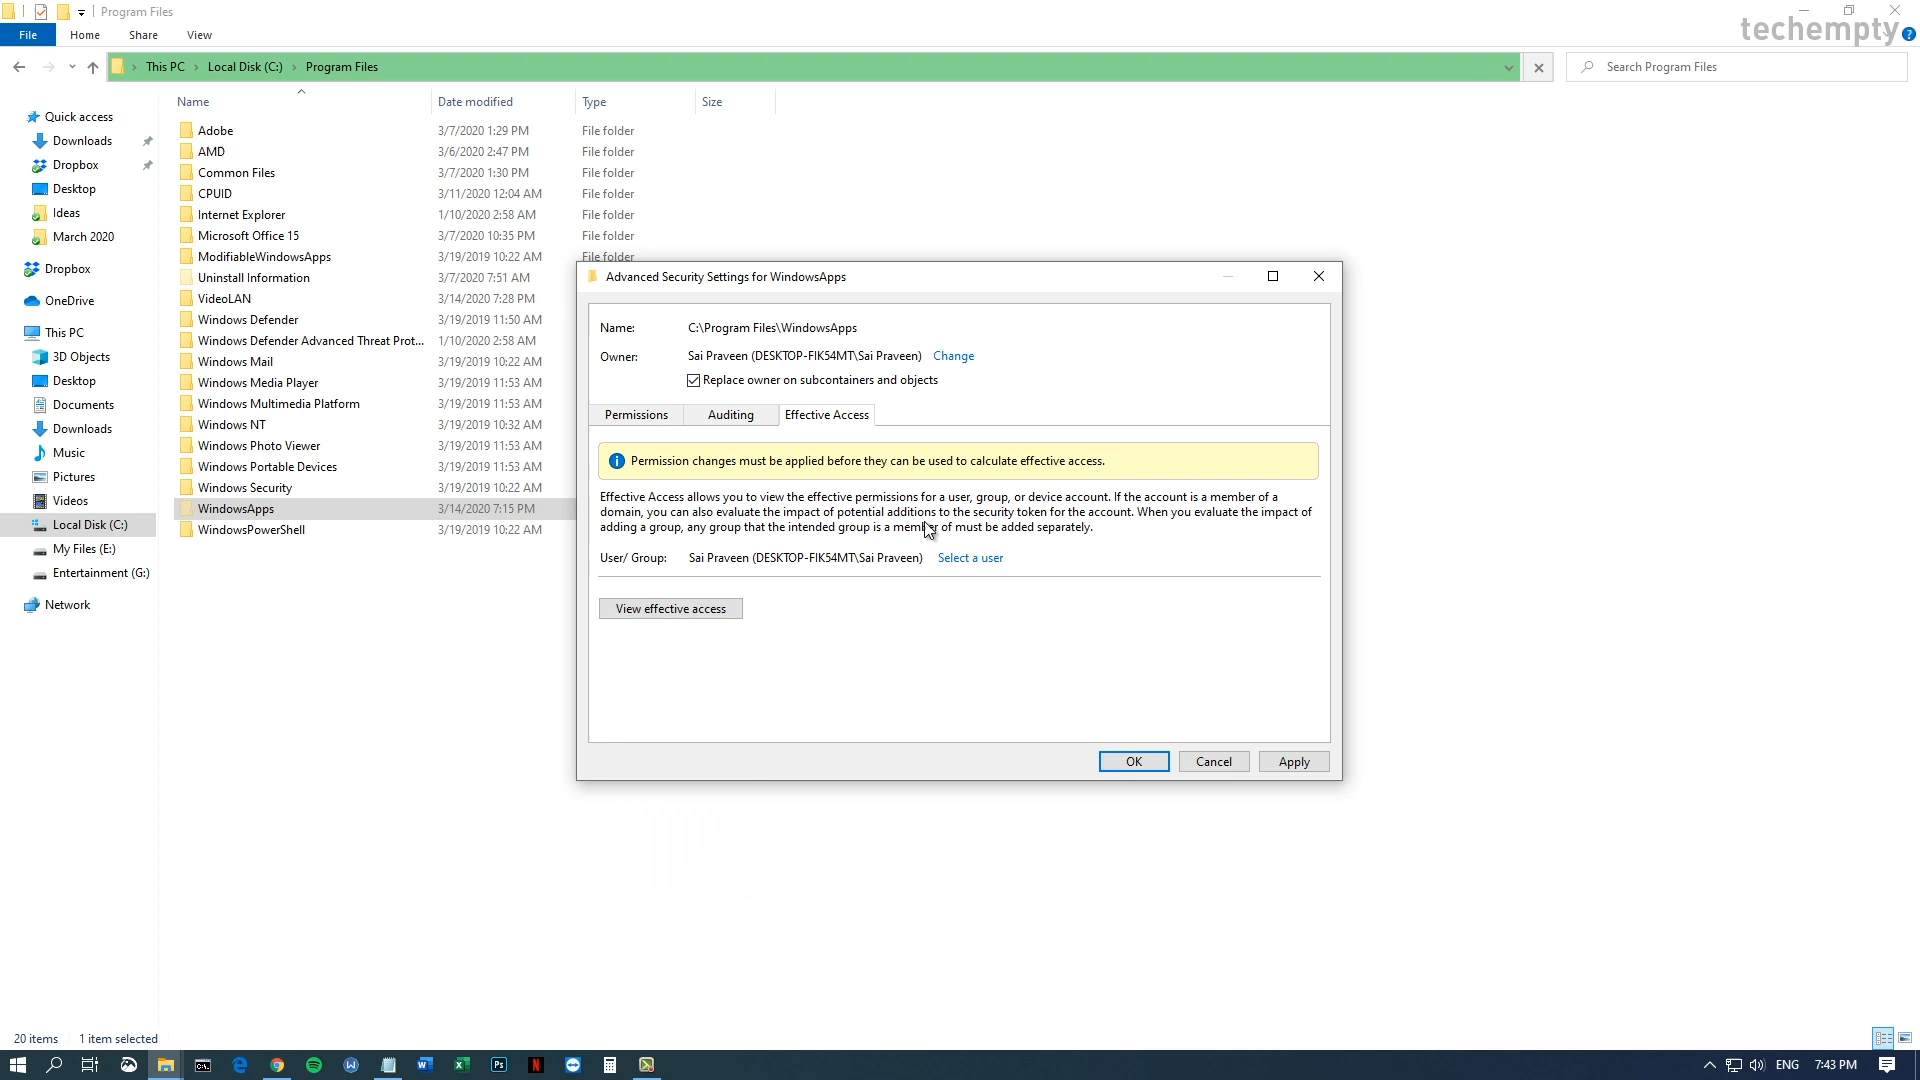 Program Files
techempty
File Home Share View
This PC Local Disk (C:) Program Files
Search Program Files
Name Date modified Type Size
Quick access
Downloads
Dropbox
Desktop
Ideas
March 2020
Dropbox
OneDrive
This PC
3D Objects
Desktop
Documents
Downloads
Music
Pictures
Videos
Local Disk (C:)
My Files (E:)
Entertainment (G:)
Network
Adobe 3/7/2020 1:29 PM File folder
AMD 3/6/2020 2:47 PM File folder
Common Files 3/7/2020 1:30 PM File folder
CPUID 3/11/2020 12:04 AM File folder
Internet Explorer 1/10/2020 2:58 AM File folder
Microsoft Office 15 3/7/2020 10:35 PM File folder
ModifiableWindowsApps 3/19/2019 10:22 AM File folder
Uninstall Information 3/7/2020 7:51 AM
VideoLAN 3/14/2020 7:28 PM
Windows Defender 3/19/2019 11:50 AM
Windows Defender Advanced Threat Prot... 1/10/2020 2:58 AM
Windows Mail 3/19/2019 10:22 AM
Windows Media Player 3/19/2019 11:53 AM
Windows Multimedia Platform 3/19/2019 11:53 AM
Windows NT 3/19/2019 10:32 AM
Windows Photo Viewer 3/19/2019 11:53 AM
Windows Portable Devices 3/19/2019 11:53 AM
Windows Security 3/19/2019 10:22 AM
WindowsApps 3/14/2020 7:15 PM
WindowsPowerShell 3/19/2019 10:22 AM
Advanced Security Settings for WindowsApps
Name: C:\Program Files\WindowsApps
Owner: Sai Praveen (DESKTOP-FIK54MT\Sai Praveen) Change
Replace owner on subcontainers and objects
Permissions Auditing Effective Access
Permission changes must be applied before they can be used to calculate effective access.
Effective Access allows you to view the effective permissions for a user, group, or device account. If the account is a member of a
domain, you can also evaluate the impact of potential additions to the security token for the account. When you evaluate the impact of
adding a group, any group that the intended group is a member of must be added separately.
User/ Group: Sai Praveen (DESKTOP-FIK54MT\Sai Praveen) Select a user
View effective access
OK Cancel Apply
20 items 1 item selected
ENG 7:43 PM